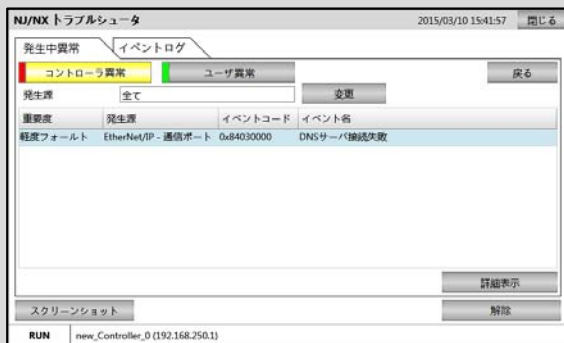 NJ/NX トラブルシュータ 2015/03/10 15:41:57 閉じる
発生中異常 イベントログ
コントローラ異常 ユーザ異常 戻る
発生源 全て 変更
重要度 発生源 イベントコード イベント名
軽度フォールト EtherNet/IP - 通信ポート 0x84030000 DNSサーバ接続失敗
詳細表示
スクリーンショット 解除
RUN new_Controller_0 (192.168.250.1)